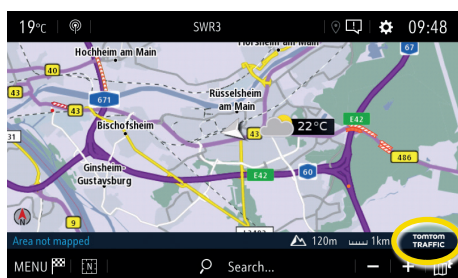 19°C SWR3 09:48
Hochheim am Main
67
40
43
671
43
Rüsselsheim
am Main
Bischofsheim
43
22°C
E42
31
486
Ginsheim-
Gustavsburg
E42
60
9
Area not mapped
120m
1km
TOMTOM
TRAFFIC
MENU
N
Search...